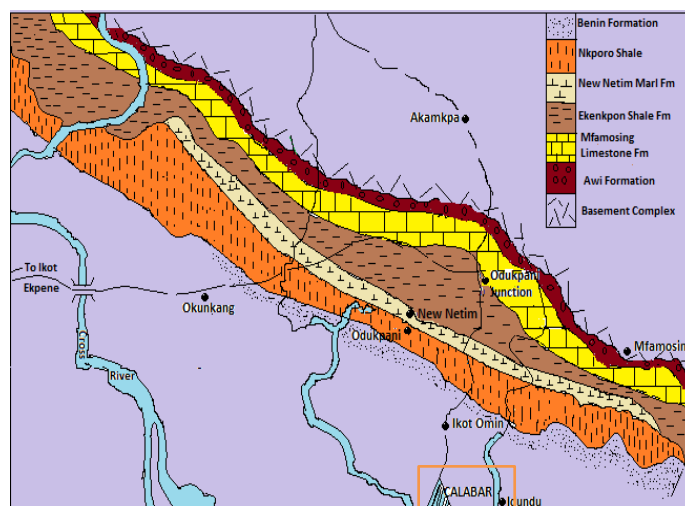 Benin Formation
Nkporo Shale
New Netim Marl Fm
Ekenkpon Shale Fm
Mfamosing
Limestone Fm
Awi Formation
Basement Complex
Akamkpa
To Ikot
Ekpene
Okunkang
Odukpani
Junction
New Netim
Odukpani
Mfamosin
Cross
River
Ikot Omin
CALABAR
Idundu